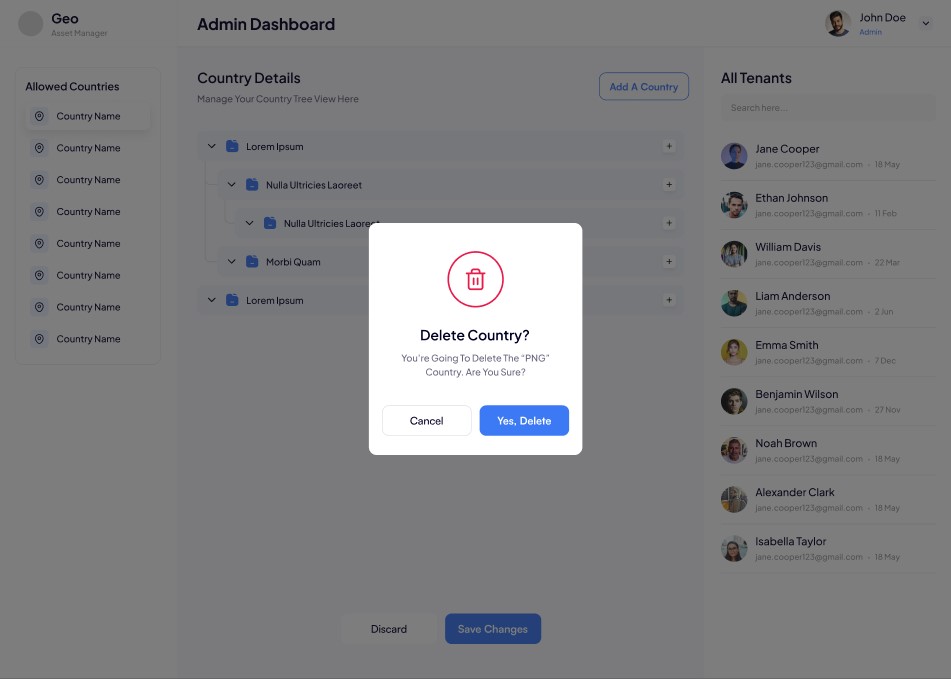 Geo
Asset Manager
Admin Dashboard
John Doe
Admin
Allowed Countries
Country Name
Country Name
Country Name
Country Name
Country Name
Country Name
Country Name
Country Name
Country Details
Manage Your Country Tree View Here
Add A Country
Lorem Ipsum
Nulla Ultricies Laoreet
Nulla Ultricies Laoreet
Morbi Quam
Lorem Ipsum
Delete Country?
You're Going To Delete The “PNG”
Country. Are You Sure?
Cancel
Yes, Delete
Discard
Save Changes
All Tenants
Search here...
Jane Cooper
jane.cooper123@gmail.com • 18 May
Ethan Johnson
jane.cooper123@gmail.com • 11 Feb
William Davis
jane.cooper123@gmail.com • 22 Mar
Liam Anderson
jane.cooper123@gmail.com • 2 Jun
Emma Smith
jane.cooper123@gmail.com • 7 Dec
Benjamin Wilson
jane.cooper123@gmail.com • 27 Nov
Noah Brown
jane.cooper123@gmail.com • 18 May
Alexander Clark
jane.cooper123@gmail.com • 18 May
Isabella Taylor
jane.cooper123@gmail.com • 18 May